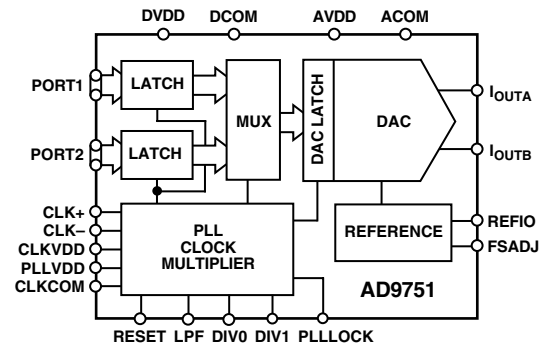 DVDD DCOM AVDD ACOM
PORT1
LATCH
PORT2
LATCH
MUX
DAC LATCH
DAC
IOUTA
IOUTB
CLK+
CLK–
CLKVDD
PLLVDD
CLKCOM
PLL
CLOCK
MULTIPLIER
REFERENCE
REFIO
FSADJ
AD9751
RESET LPF DIV0 DIV1 PLLLOCK